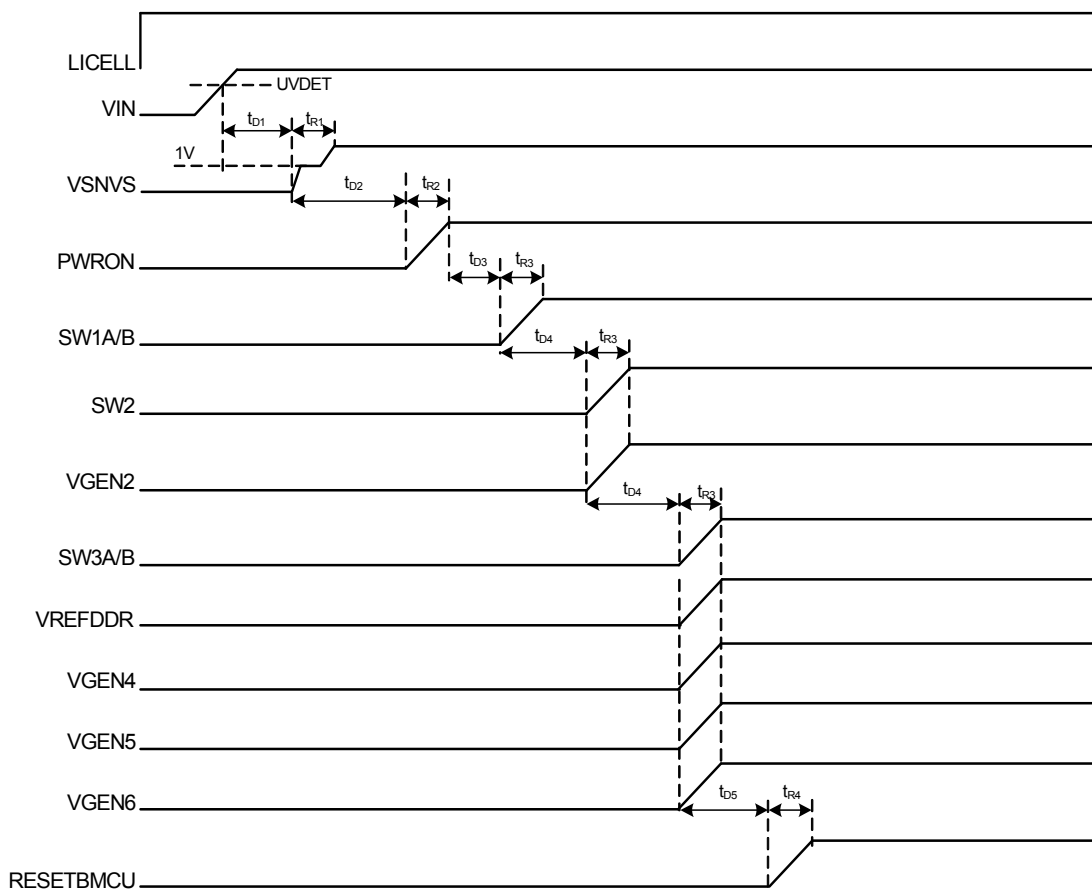 LICELL
UVDET
VIN
tD1 tR1
1V
VSNVS
tD2 tR2
PWRON
tD3 tR3
SW1A/B
tD4 tR3
SW2
VGEN2
tD4 tR3
SW3A/B
VREFDDR
VGEN4
VGEN5
VGEN6
tD5 tR4
RESETBMCU